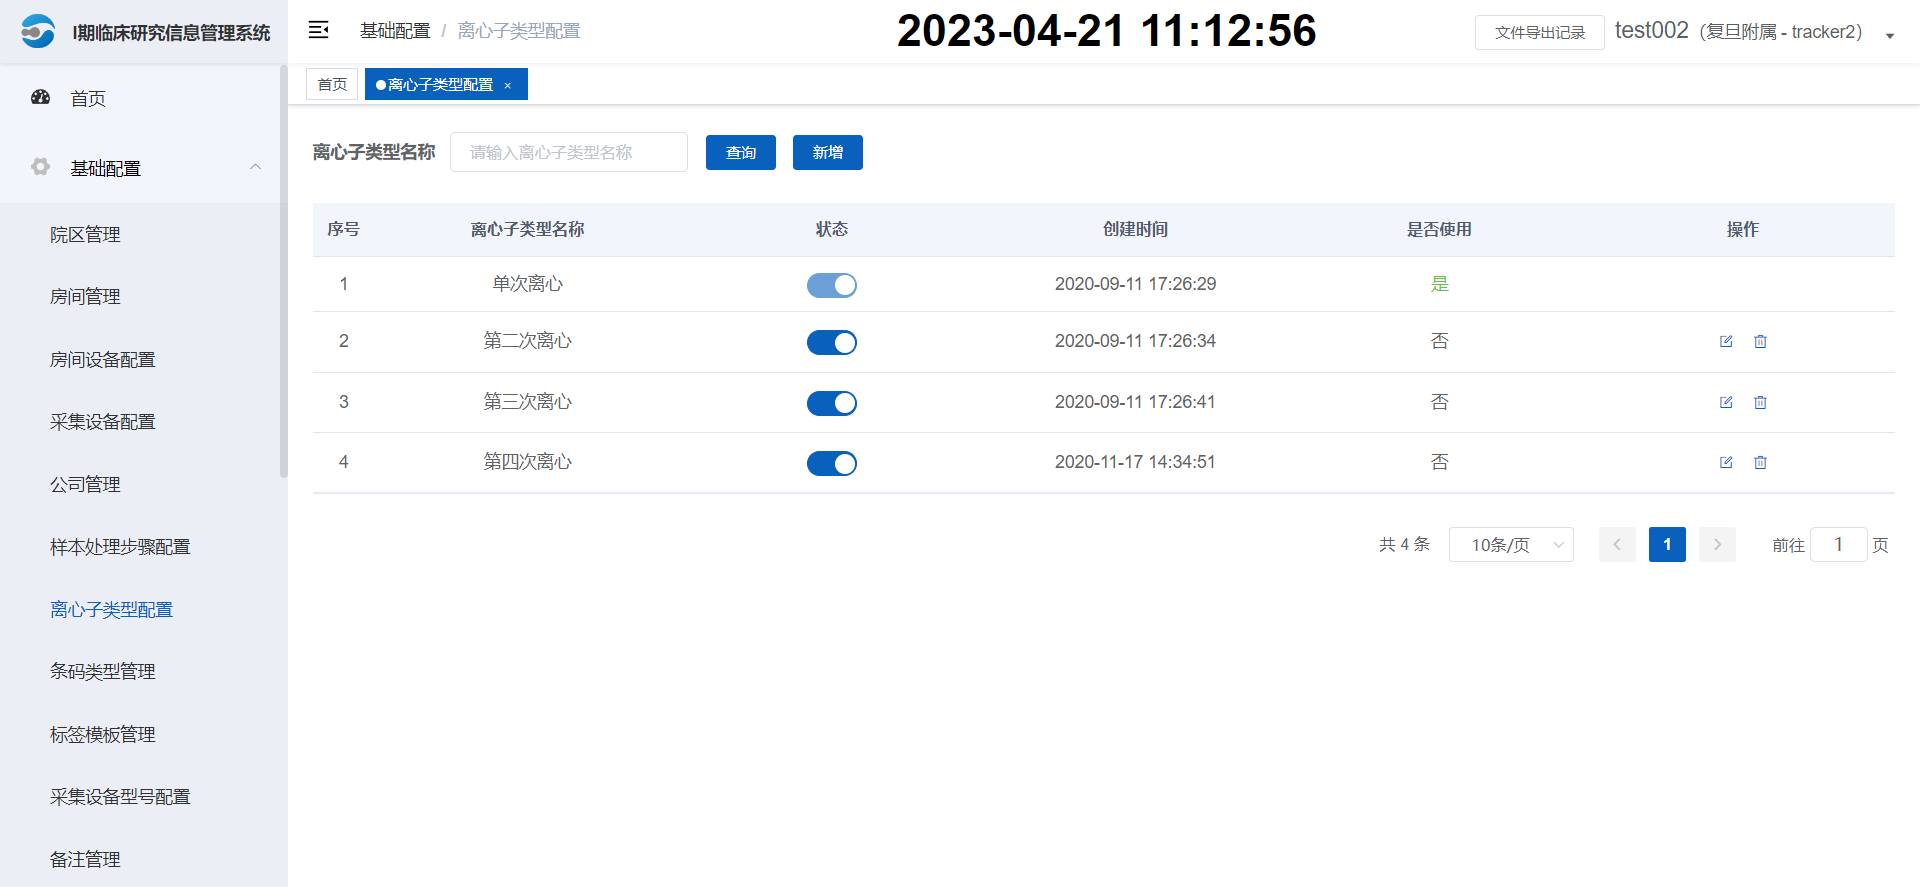 I期临床研究信息管理系统
基础配置 / 离心子类型配置
2023-04-21 11:12:56
文件导出记录
test002（复旦附属 - tracker2）
首页
离心子类型配置 ×
首页
基础配置
院区管理
房间管理
房间设备配置
采集设备配置
公司管理
样本处理步骤配置
离心子类型配置
条码类型管理
标签模板管理
采集设备型号配置
备注管理
离心子类型名称 请输入离心子类型名称 查询 新增
序号 离心子类型名称 状态 创建时间 是否使用 操作
1 单次离心 2020-09-11 17:26:29 是
2 第二次离心 2020-09-11 17:26:34 否
3 第三次离心 2020-09-11 17:26:41 否
4 第四次离心 2020-11-17 14:34:51 否
共 4 条 10条/页 1 前往 1 页